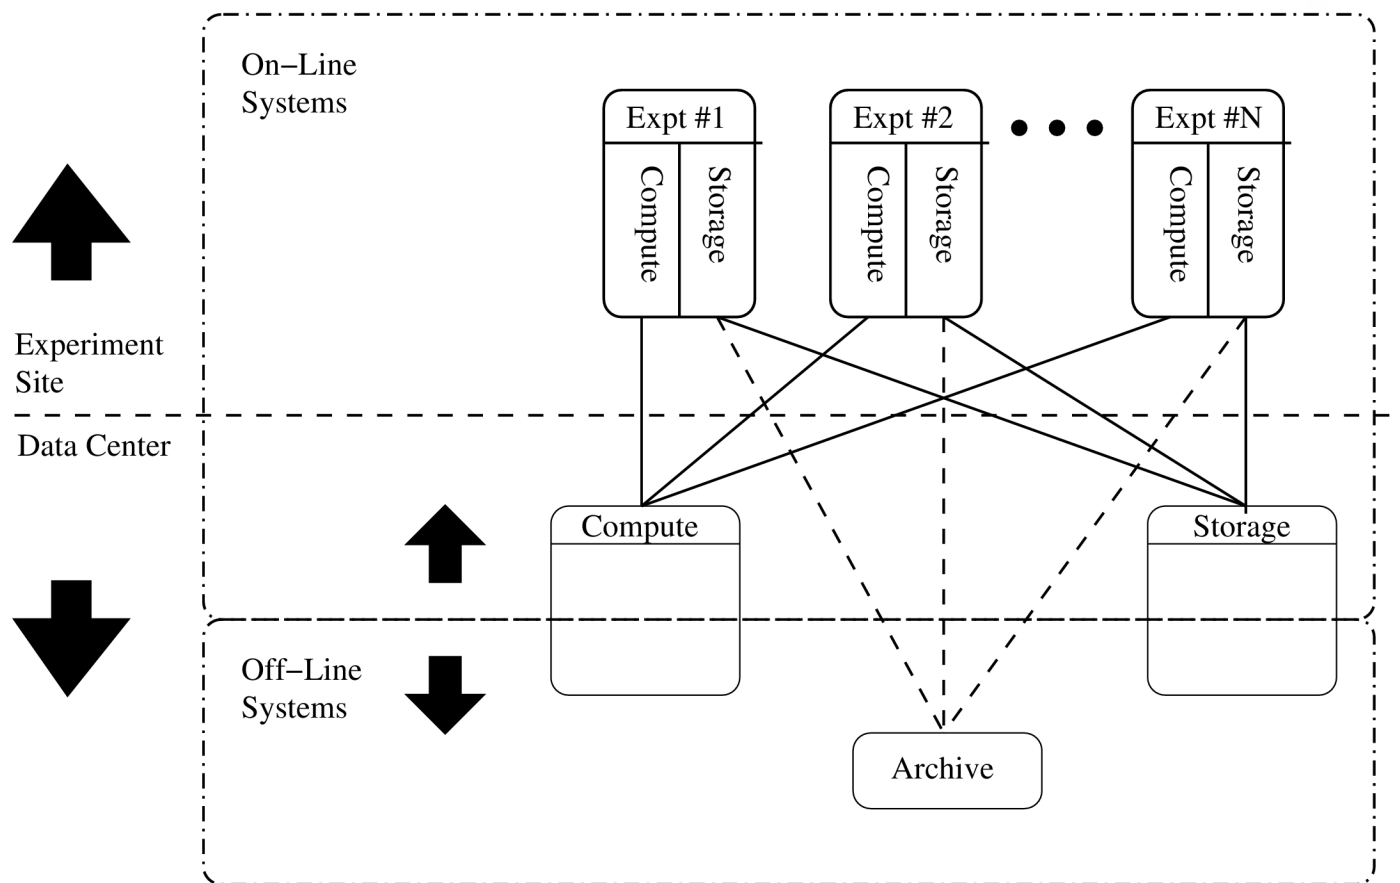 On−Line
Systems
Expt #1
Expt #2
Expt #N
Compute
Storage
Compute
Storage
Compute
Storage
Experiment
Site
Data Center
Compute
Storage
Off−Line
Systems
Archive